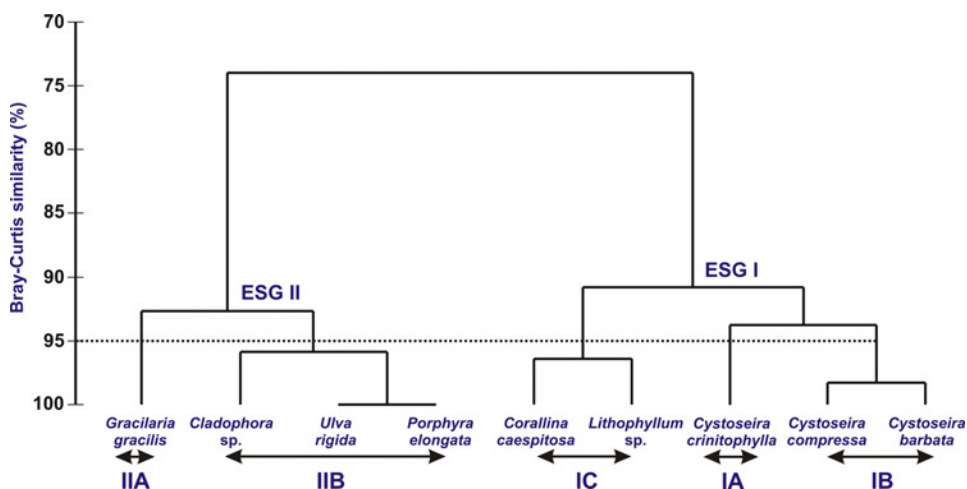 70
75
80
85
90
95
100
Bray-Curtis similarity (%)
ESG II
ESG I
Gracilaria
gracilis
Cladophora
sp.
Ulva
rigida
Porphyra
elongata
Corallina
caespitosa
Lithophyllum
sp.
Cystoseira
crinitophylla
Cystoseira
compressa
Cystoseira
barbata
IIA
IIB
IC
IA
IB